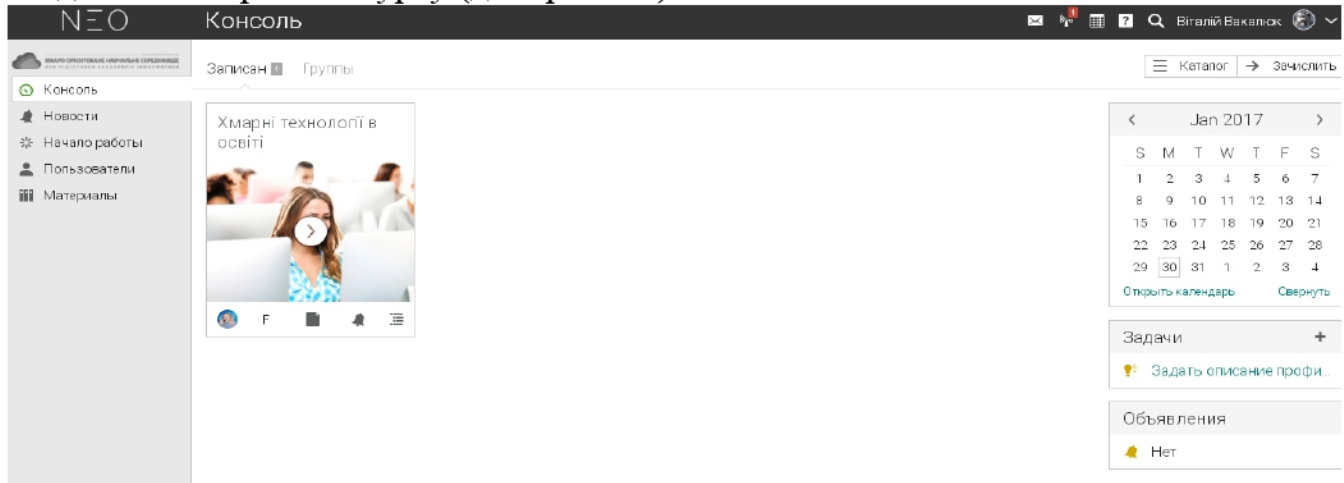 NEO
Консоль
Віталій Вакалюк
1
Записан 1
Группы
Каталог
Зачислить
Консоль
Новости
Начало работы
Пользователи
Материалы
Хмарні технології в
освіті
F
Jan 2017
S M T W T F S
1 2 3 4 5 6 7
8 9 10 11 12 13 14
15 16 17 18 19 20 21
22 23 24 25 26 27 28
29 30 31 1 2 3 4
Открыть календарь
Свернуть
Задачи +
Задать описание профи...
Объявления
Нет